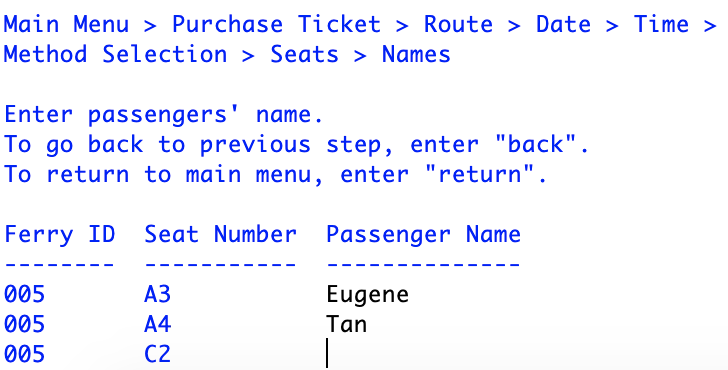 Main Menu > Purchase Ticket > Route > Date > Time >
Method Selection > Seats > Names
Enter passengers' name.
To go back to previous step, enter "back".
To return to main menu, enter "return".
Ferry ID  Seat Number  Passenger Name
--------  -----------  --------------
005       A3           Eugene
005       A4           Tan
005       C2